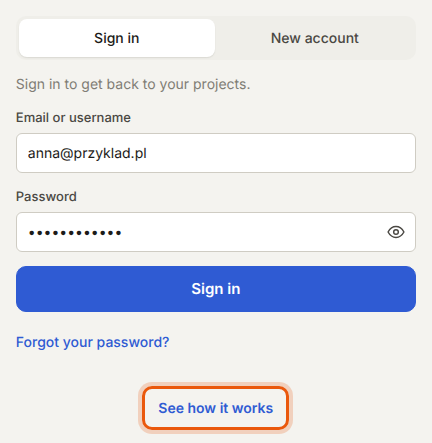 Sign in
New account
Sign in to get back to your projects.
Email or username
anna@przyklad.pl
Password
••••••••••••
Sign in
Forgot your password?
See how it works